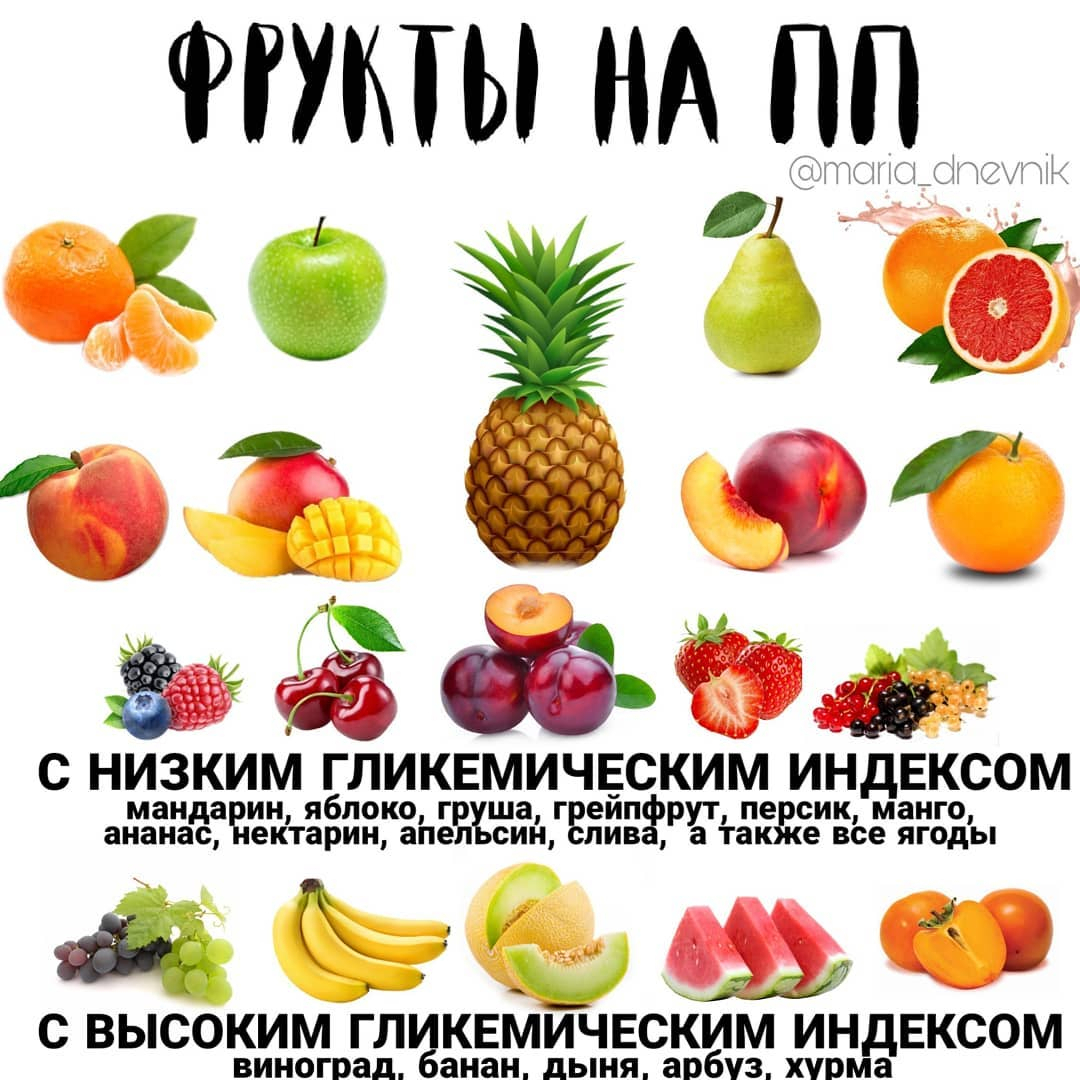 ФРУКТЫ НА ПП
@maria_dnevnik
С НИЗКИМ ГЛИКЕМИЧЕСКИМ ИНДЕКСОМ
мандарин, яблоко, груша, грейпфрут, персик, манго,
ананас, нектарин, апельсин, слива, а также все ягоды
С ВЫСОКИМ ГЛИКЕМИЧЕСКИМ ИНДЕКСОМ
виноград, банан, дыня, арбуз, хурма